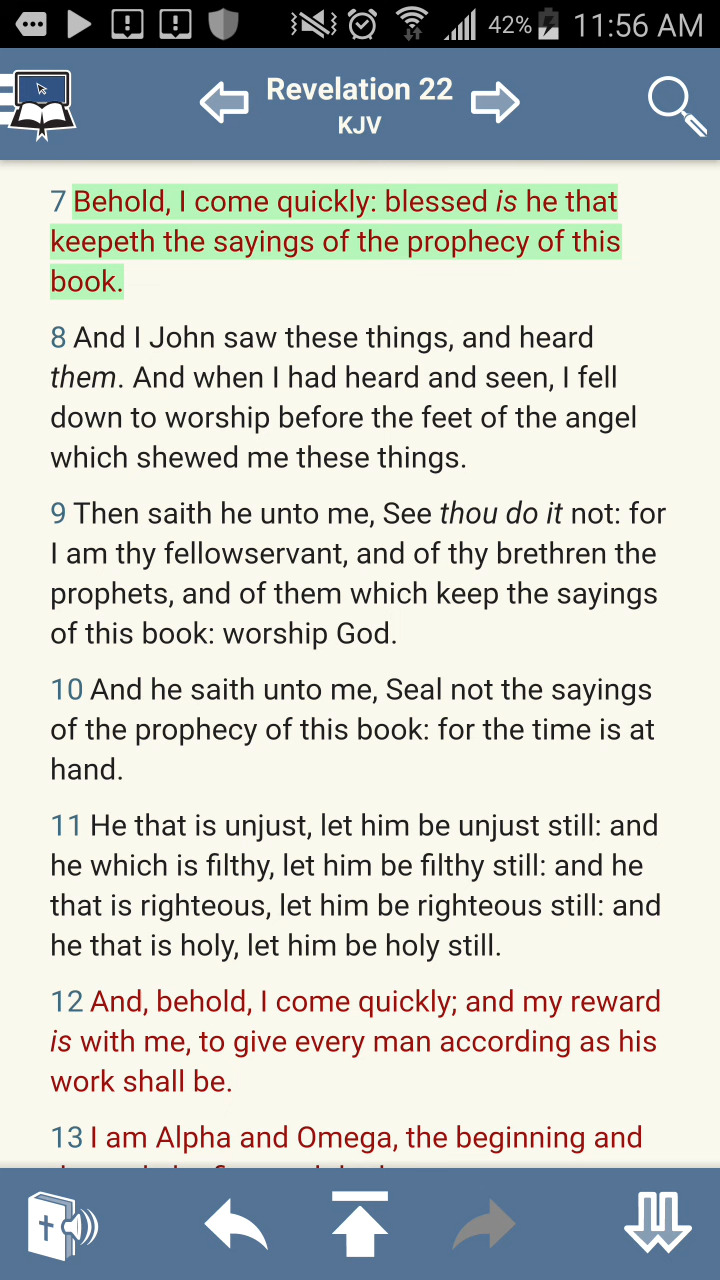 42% 11:56 AM
Revelation 22
KJV
7 Behold, I come quickly: blessed is he that
keepeth the sayings of the prophecy of this
book.
8 And I John saw these things, and heard
them. And when I had heard and seen, I fell
down to worship before the feet of the angel
which shewed me these things.
9 Then saith he unto me, See thou do it not: for
I am thy fellowservant, and of thy brethren the
prophets, and of them which keep the sayings
of this book: worship God.
10 And he saith unto me, Seal not the sayings
of the prophecy of this book: for the time is at
hand.
11 He that is unjust, let him be unjust still: and
he which is filthy, let him be filthy still: and he
that is righteous, let him be righteous still: and
he that is holy, let him be holy still.
12 And, behold, I come quickly; and my reward
is with me, to give every man according as his
work shall be.
13 I am Alpha and Omega, the beginning and